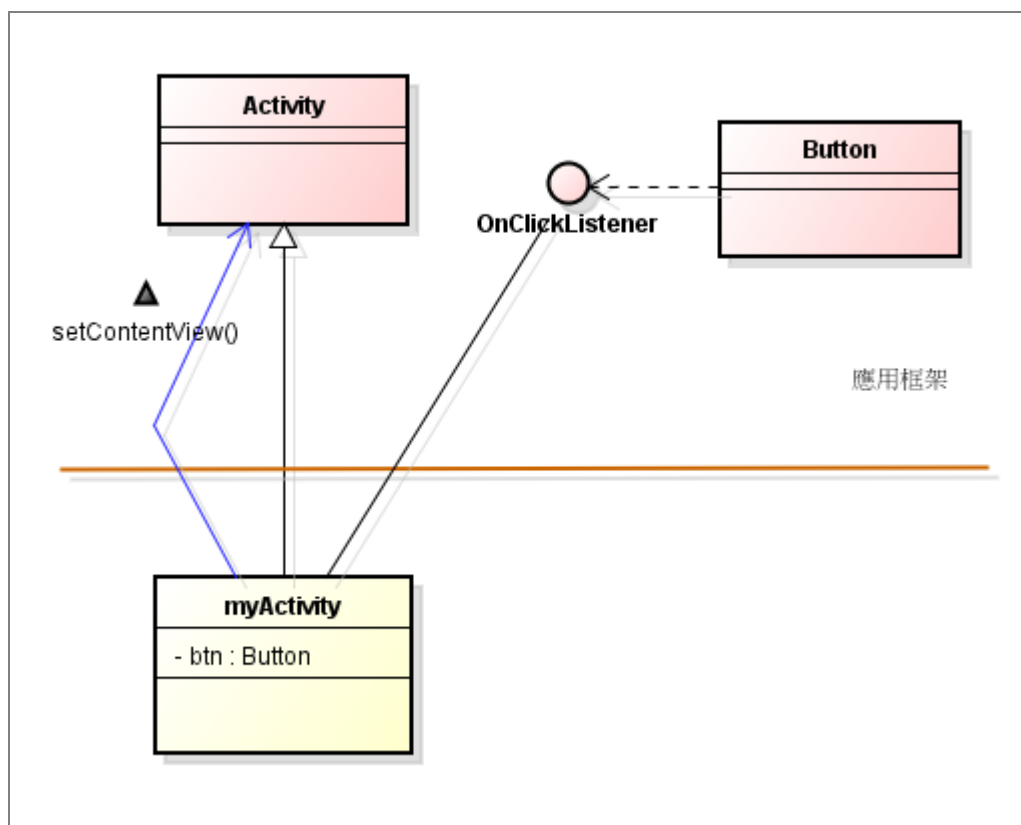 Activity
Button
OnClickListener
setContentView()
應用框架
myActivity
- btn : Button